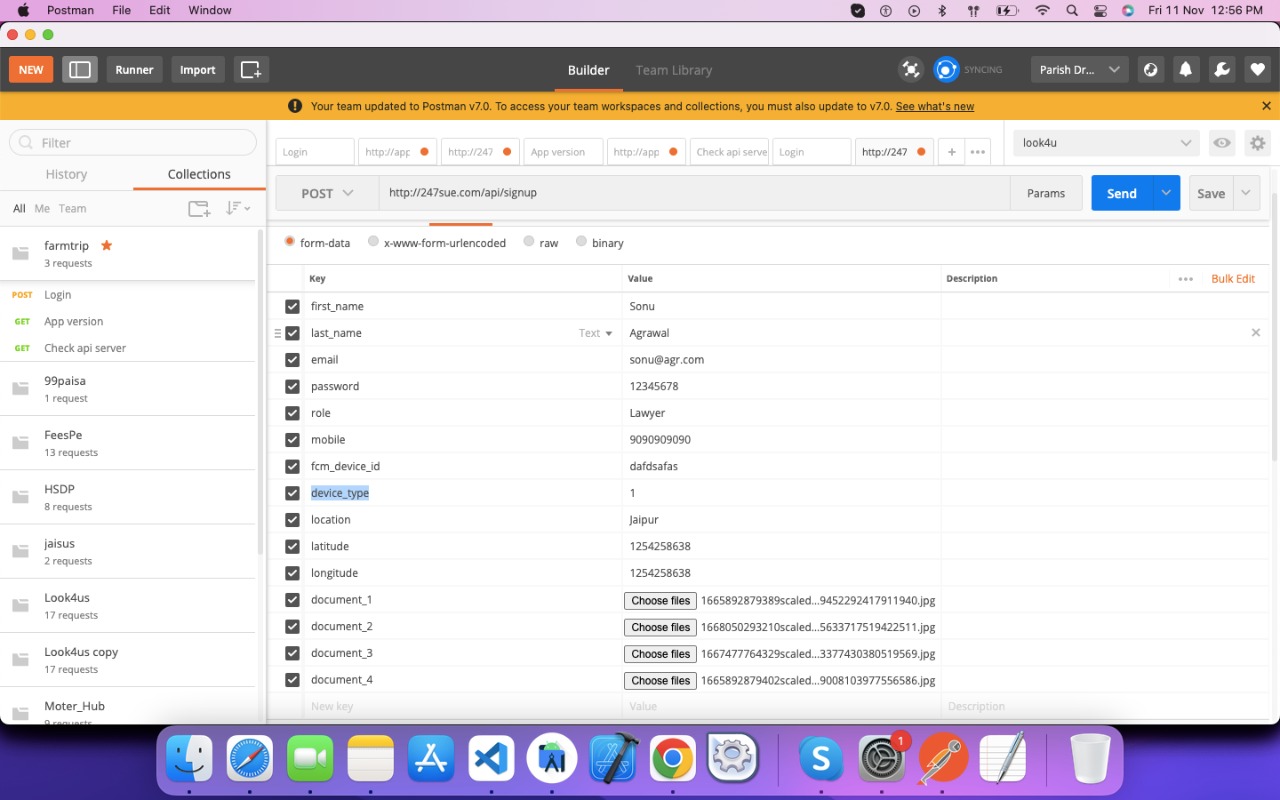 Postman File Edit Window Fri 11 Nov 12:56 PM
NEW Runner Import Builder Team Library SYNCING Parish Dr...
Your team updated to Postman v7.0. To access your team workspaces and collections, you must also update to v7.0. See what's new
Filter
History Collections
All Me Team
farmtrip
3 requests
POST Login
GET App version
GET Check api server
99paisa
1 request
FeesPe
13 requests
HSDP
8 requests
jaisus
2 requests
Look4us
17 requests
Look4us copy
17 requests
Moter_Hub
9 requests
Login http://app http://247 App version http://app Check api serve Login http://247 look4u
POST http://247sue.com/api/signup Params Send Save
form-data x-www-form-urlencoded raw binary
Key Value Description Bulk Edit
first_name Sonu
last_name Text Agrawal
email sonu@agr.com
password 12345678
role Lawyer
mobile 9090909090
fcm_device_id dafdsafas
device_type 1
location Jaipur
latitude 1254258638
longitude 1254258638
document_1 Choose files 1665892879389scaled...9452292417911940.jpg
document_2 Choose files 1668050293210scaled...5633717519422511.jpg
document_3 Choose files 1667477764329scaled...3377430380519569.jpg
document_4 Choose files 1665892879402scaled...9008103977556586.jpg
New key Value Description
1